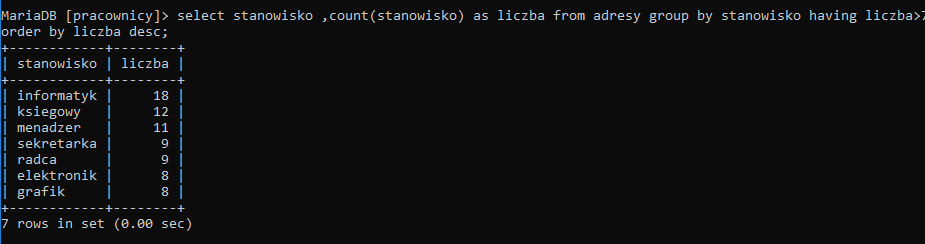 MariaDB [pracownicy]> select stanowisko ,count(stanowisko) as liczba from adresy group by stanowisko having liczba>7
order by liczba desc;
+------------+--------+
| stanowisko | liczba |
+------------+--------+
| informatyk |     18 |
| ksiegowy   |     12 |
| menadzer   |     11 |
| sekretarka |      9 |
| radca      |      9 |
| elektronik |      8 |
| grafik     |      8 |
+------------+--------+
7 rows in set (0.00 sec)